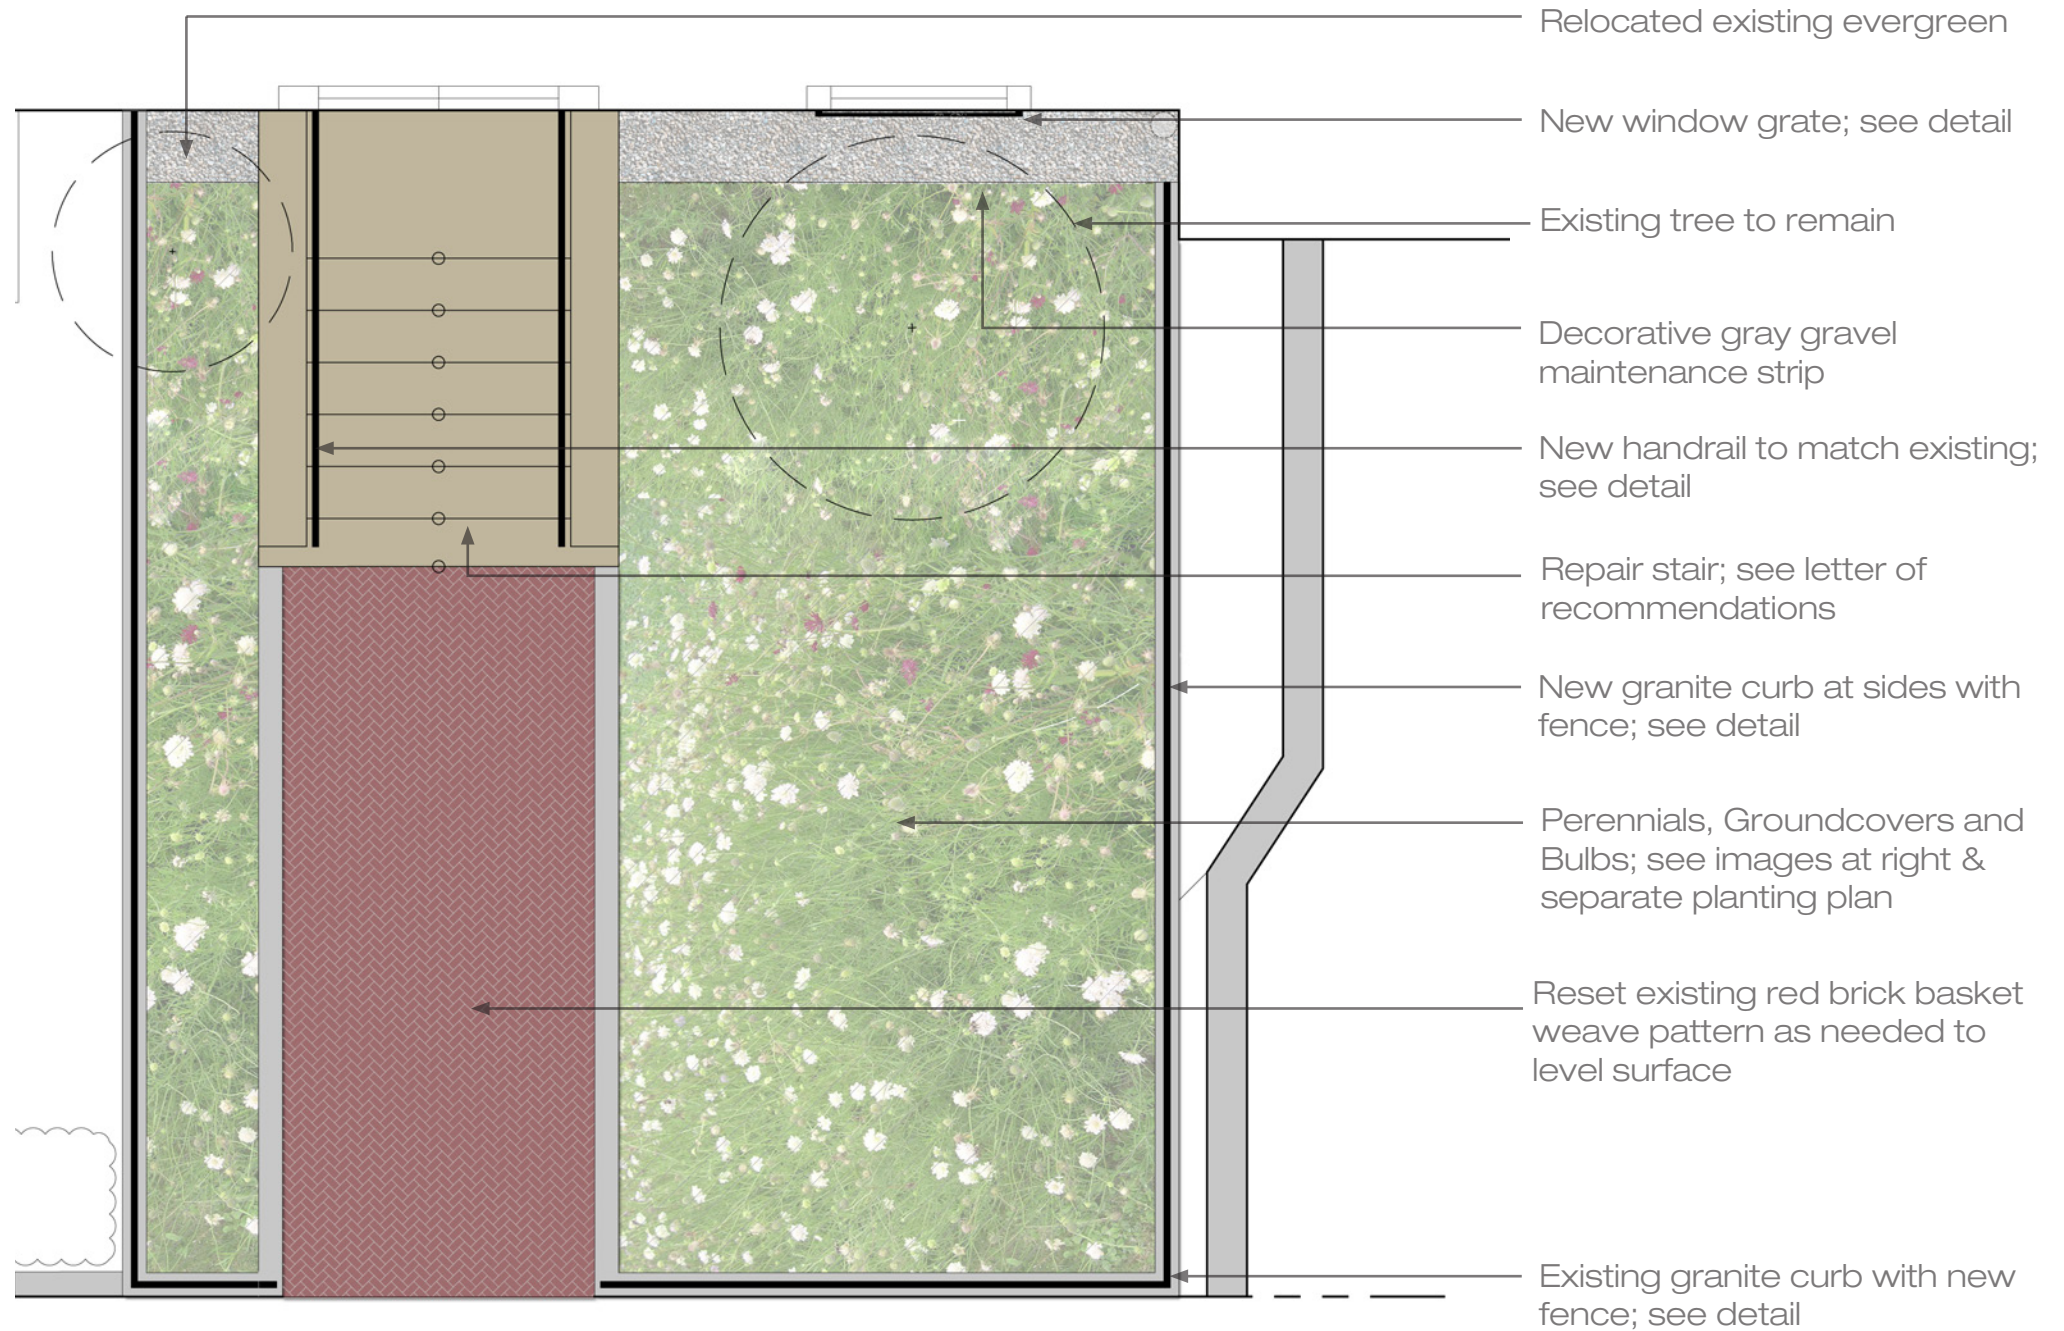 Relocated existing evergreen
New window grate; see detail
Existing tree to remain
Decorative gray gravel
maintenance strip
New handrail to match existing;
see detail
Repair stair; see letter of
recommendations
New granite curb at sides with
fence; see detail
Perennials, Groundcovers and
Bulbs; see images at right &
separate planting plan
Reset existing red brick basket
weave pattern as needed to
level surface
Existing granite curb with new
fence; see detail